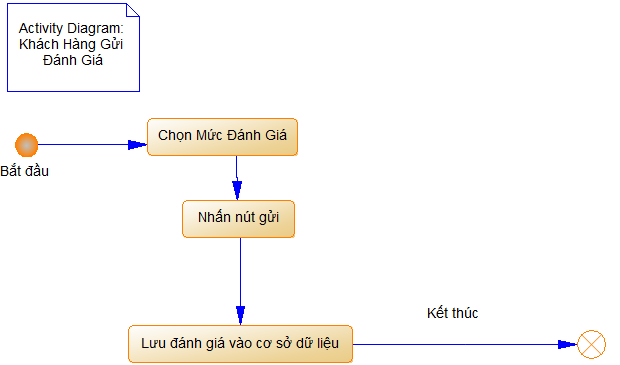 Activity Diagram:
Khách Hàng Gửi
Đánh Giá
Chọn Mức Đánh Giá
Bắt đầu
Nhấn nút gửi
Kết thúc
Lưu đánh giá vào cơ sở dữ liệu